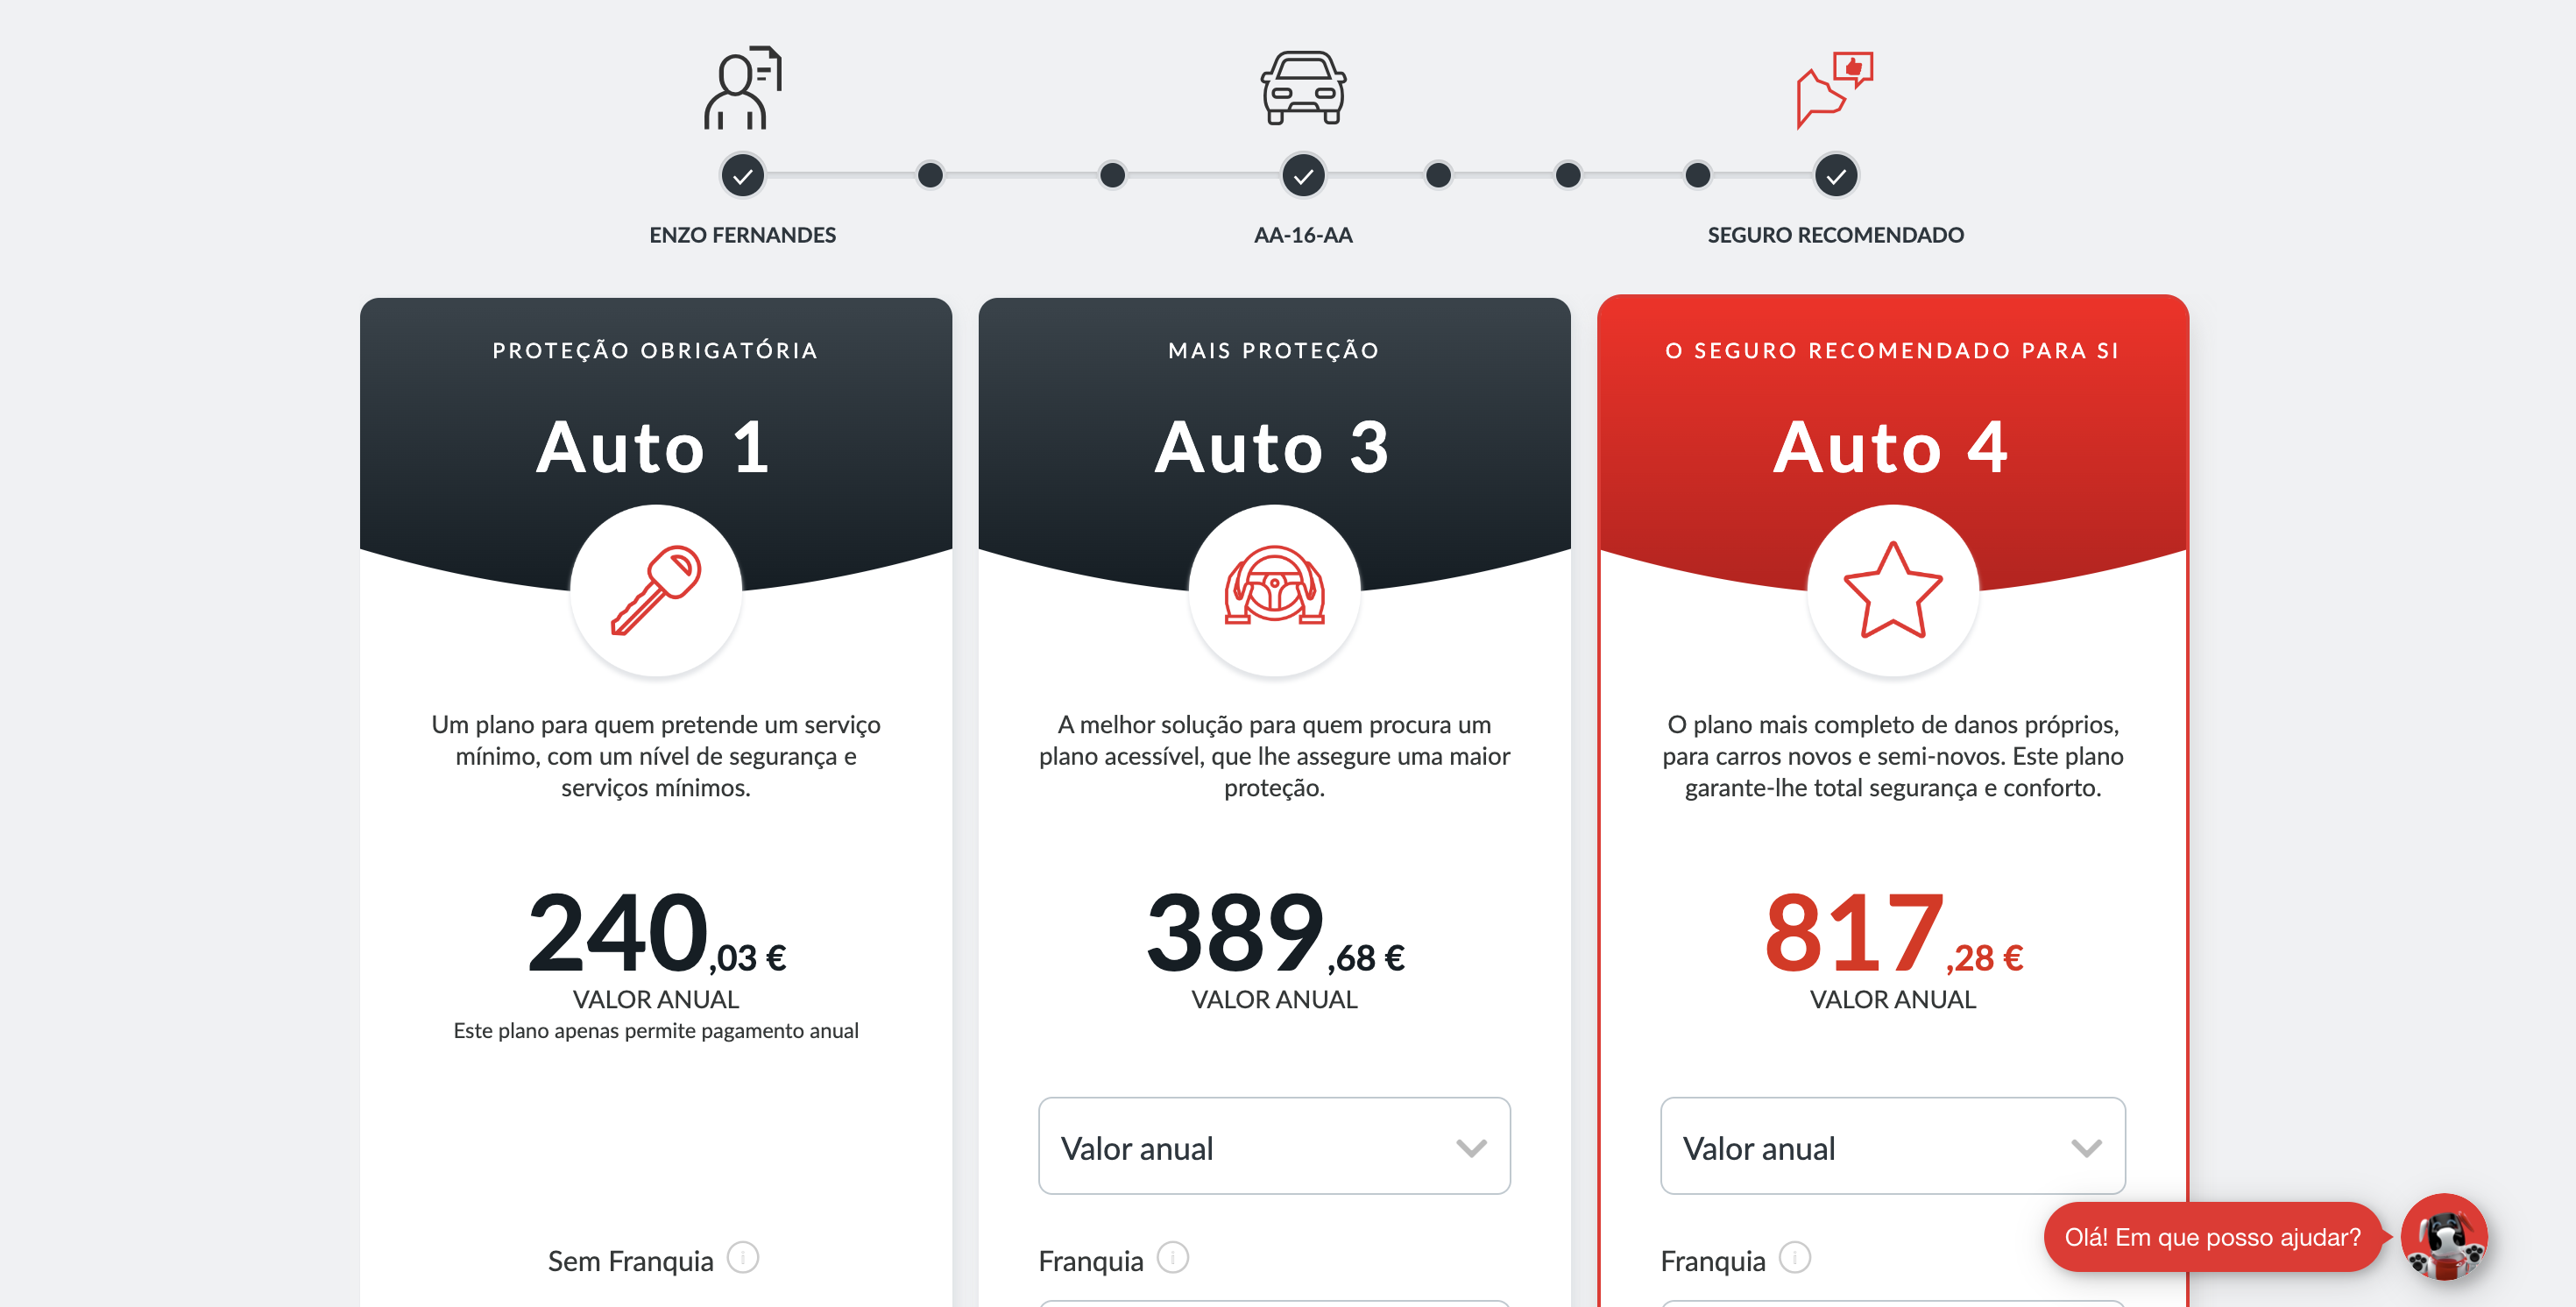 ENZO FERNANDES
AA-16-AA
SEGURO RECOMENDADO
PROTEÇÃO OBRIGATÓRIA
Auto 1
Um plano para quem pretende um serviço
mínimo, com um nível de segurança e
serviços mínimos.
240,03 €
VALOR ANUAL
Este plano apenas permite pagamento anual
Sem Franquia i
MAIS PROTEÇÃO
Auto 3
A melhor solução para quem procura um
plano acessível, que lhe assegure uma maior
proteção.
389,68 €
VALOR ANUAL
Valor anual
Franquia i
O SEGURO RECOMENDADO PARA SI
Auto 4
O plano mais completo de danos próprios,
para carros novos e semi-novos. Este plano
garante-lhe total segurança e conforto.
817,28 €
VALOR ANUAL
Valor anual
Franquia i
Olá! Em que posso ajudar?